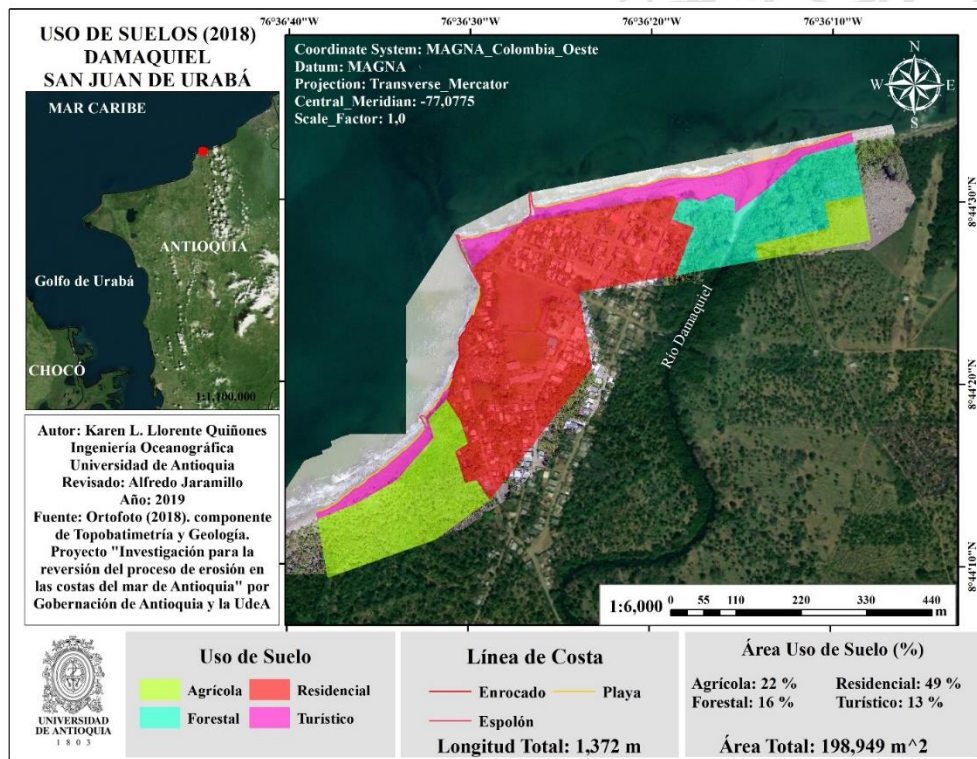 USO DE SUELOS (2018)
DAMAQUIEL
SAN JUAN DE URABÁ
MAR CARIBE
ANTIOQUIA
Golfo de Urabá
CHOCÓ
1:1,100,000
Autor: Karen L. Llorente Quiñones
Ingeniería Oceanográfica
Universidad de Antioquia
Revisado: Alfredo Jaramillo
Año: 2019
Fuente: Ortofoto (2018). componente
de Topobatimetría y Geología.
Proyecto "Investigación para la
reversión del proceso de erosión en
las costas del mar de Antioquia" por
Gobernación de Antioquia y la UdeA
76°36'40"W
76°36'30"W
76°36'20"W
76°36'10"W
Coordinate System: MAGNA_Colombia_Oeste
Datum: MAGNA
Projection: Transverse_Mercator
Central_Meridian: -77,0775
Scale_Factor: 1,0
N
W
E
S
8°44'30"N
8°44'20"N
8°44'10"N
Río Damaquiel
1:6,000
0 55 110 220 330 440
m
UNIVERSIDAD
DE ANTIOQUIA
1803
Uso de Suelo
Agrícola
Residencial
Forestal
Turístico
Línea de Costa
Enrocado
Playa
Espolón
Longitud Total: 1,372 m
Área Uso de Suelo (%)
Agrícola: 22 %
Residencial: 49 %
Forestal: 16 %
Turístico: 13 %
Área Total: 198,949 m^2